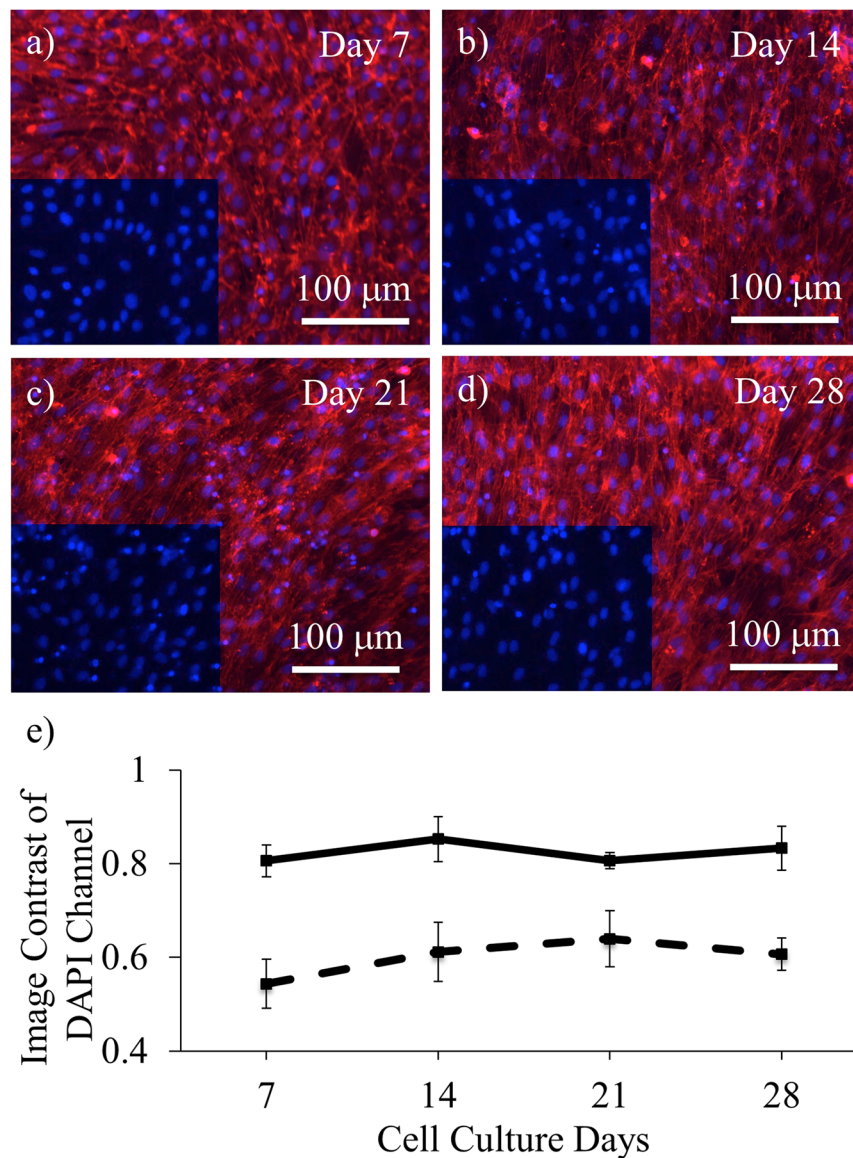 a) Day 7
100 μm
b) Day 14
100 μm
c) Day 21
100 μm
d) Day 28
100 μm
e)
Image Contrast of
DAPI Channel
1
0.8
0.6
0.4
7 14 21 28
Cell Culture Days